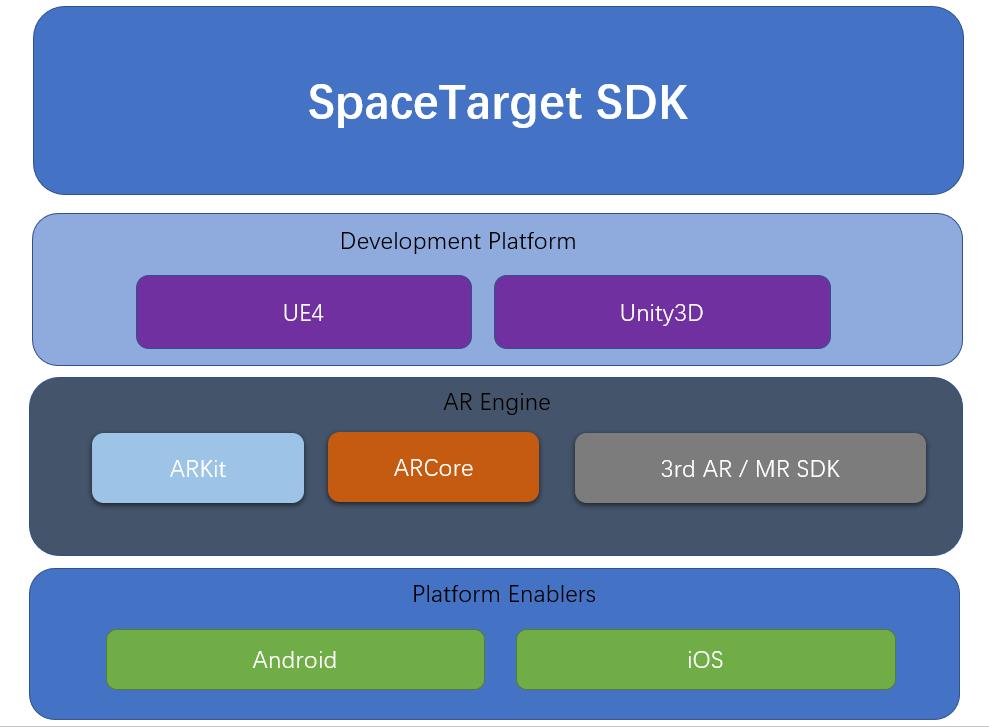 SpaceTarget SDK
Development Platform
UE4
Unity3D
AR Engine
ARKit
ARCore
3rd AR / MR SDK
Platform Enablers
Android
iOS